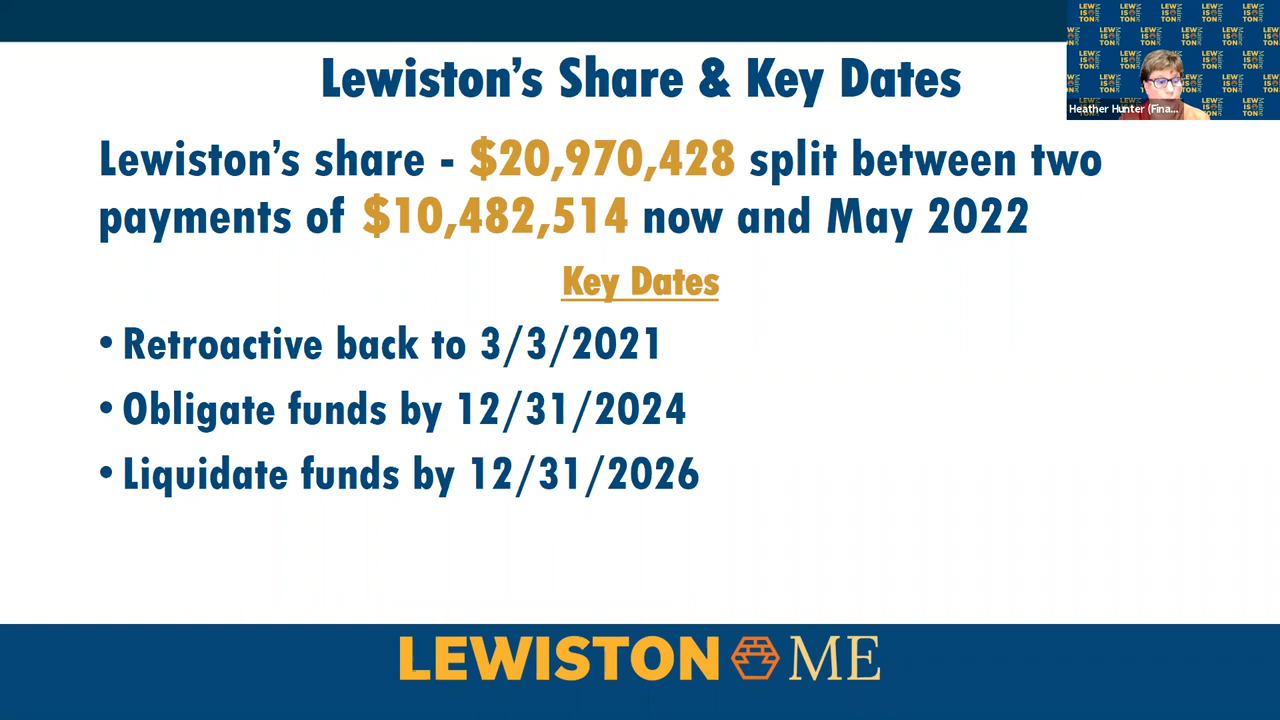 Lewiston's Share & Key Dates
Heather Hunter (Fina...
Lewiston's share - $20,970,428 split between two
payments of $10,482,514 now and May 2022
Key Dates
• Retroactive back to 3/3/2021
• Obligate funds by 12/31/2024
• Liquidate funds by 12/31/2026
LEWISTON ME